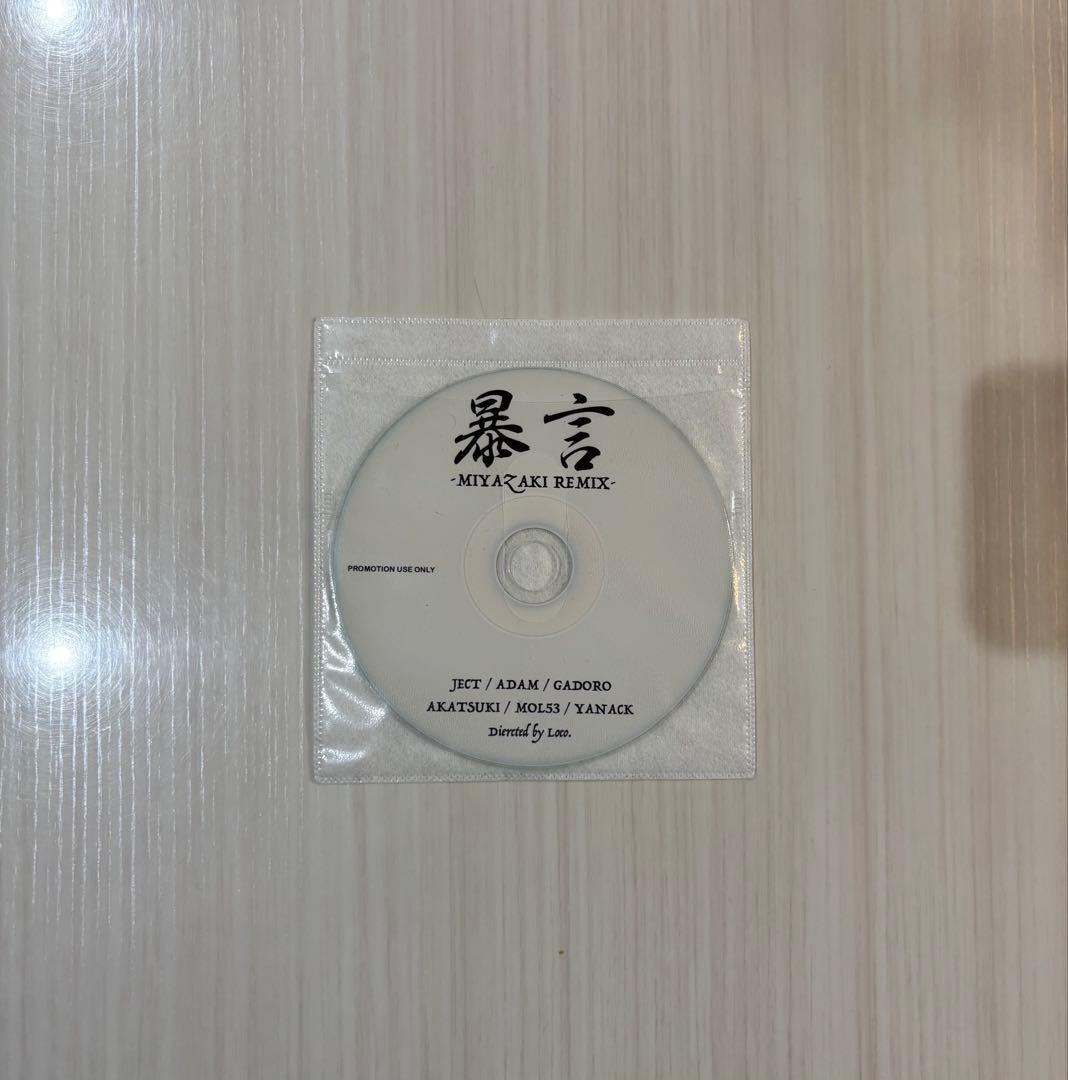 暴言
-MIYAZAKI REMIX-
PROMOTION USE ONLY
JECT / ADAM / GADORO
AKATSUKI / MOL53 / YANACK
Diercted by Loco.